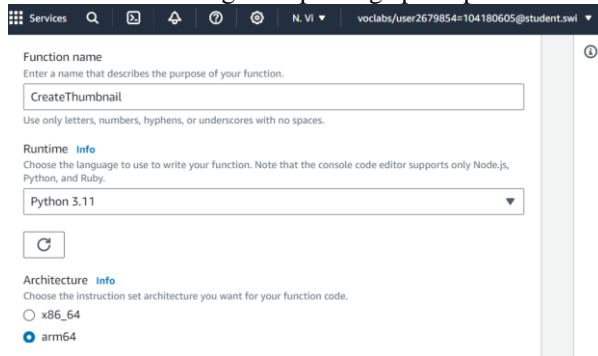 Services N. Vi ▼ voclabs/user2679854=104180605@student.swi ▼
Function name
Enter a name that describes the purpose of your function.
CreateThumbnail
Use only letters, numbers, hyphens, or underscores with no spaces.
Runtime Info
Choose the language to use to write your function. Note that the console code editor supports only Node.js,
Python, and Ruby.
Python 3.11
Architecture Info
Choose the instruction set architecture you want for your function code.
x86_64
arm64